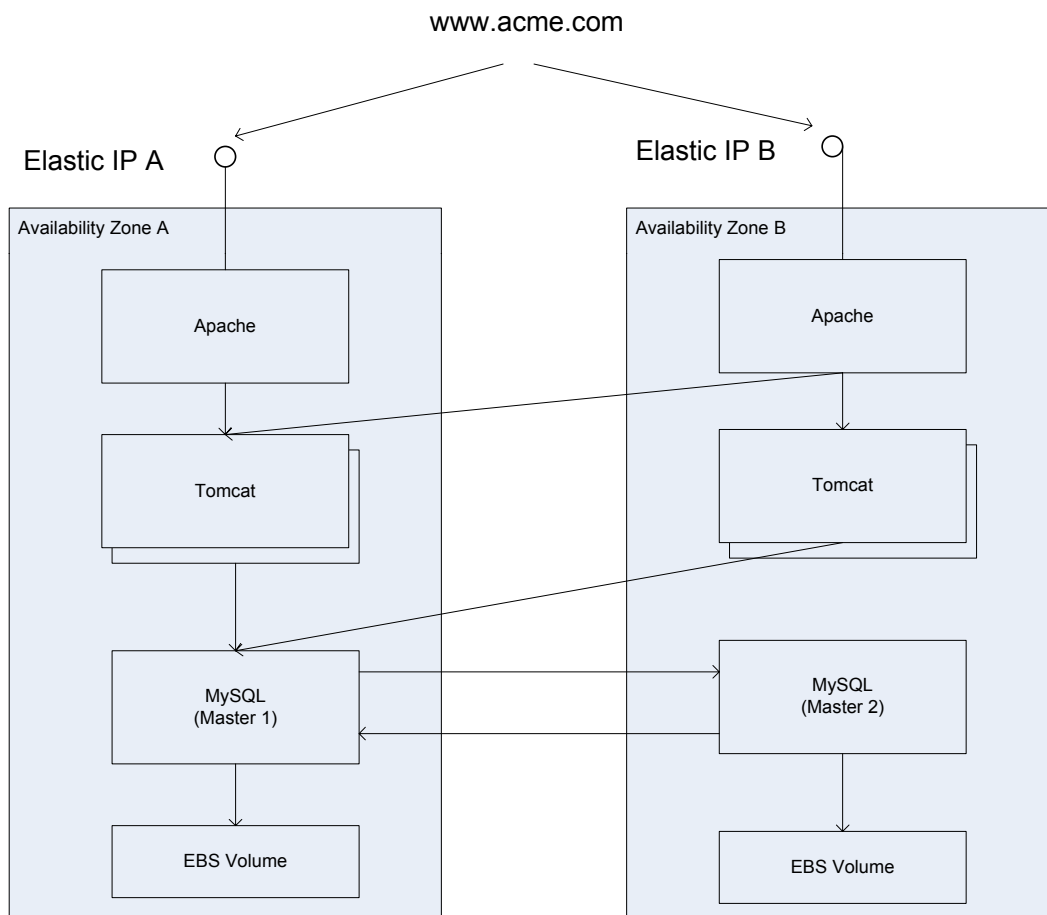 www.acme.com
Elastic IP A
Elastic IP B
Availability Zone A
Availability Zone B
Apache
Apache
Tomcat
Tomcat
MySQL
(Master 1)
MySQL
(Master 2)
EBS Volume
EBS Volume